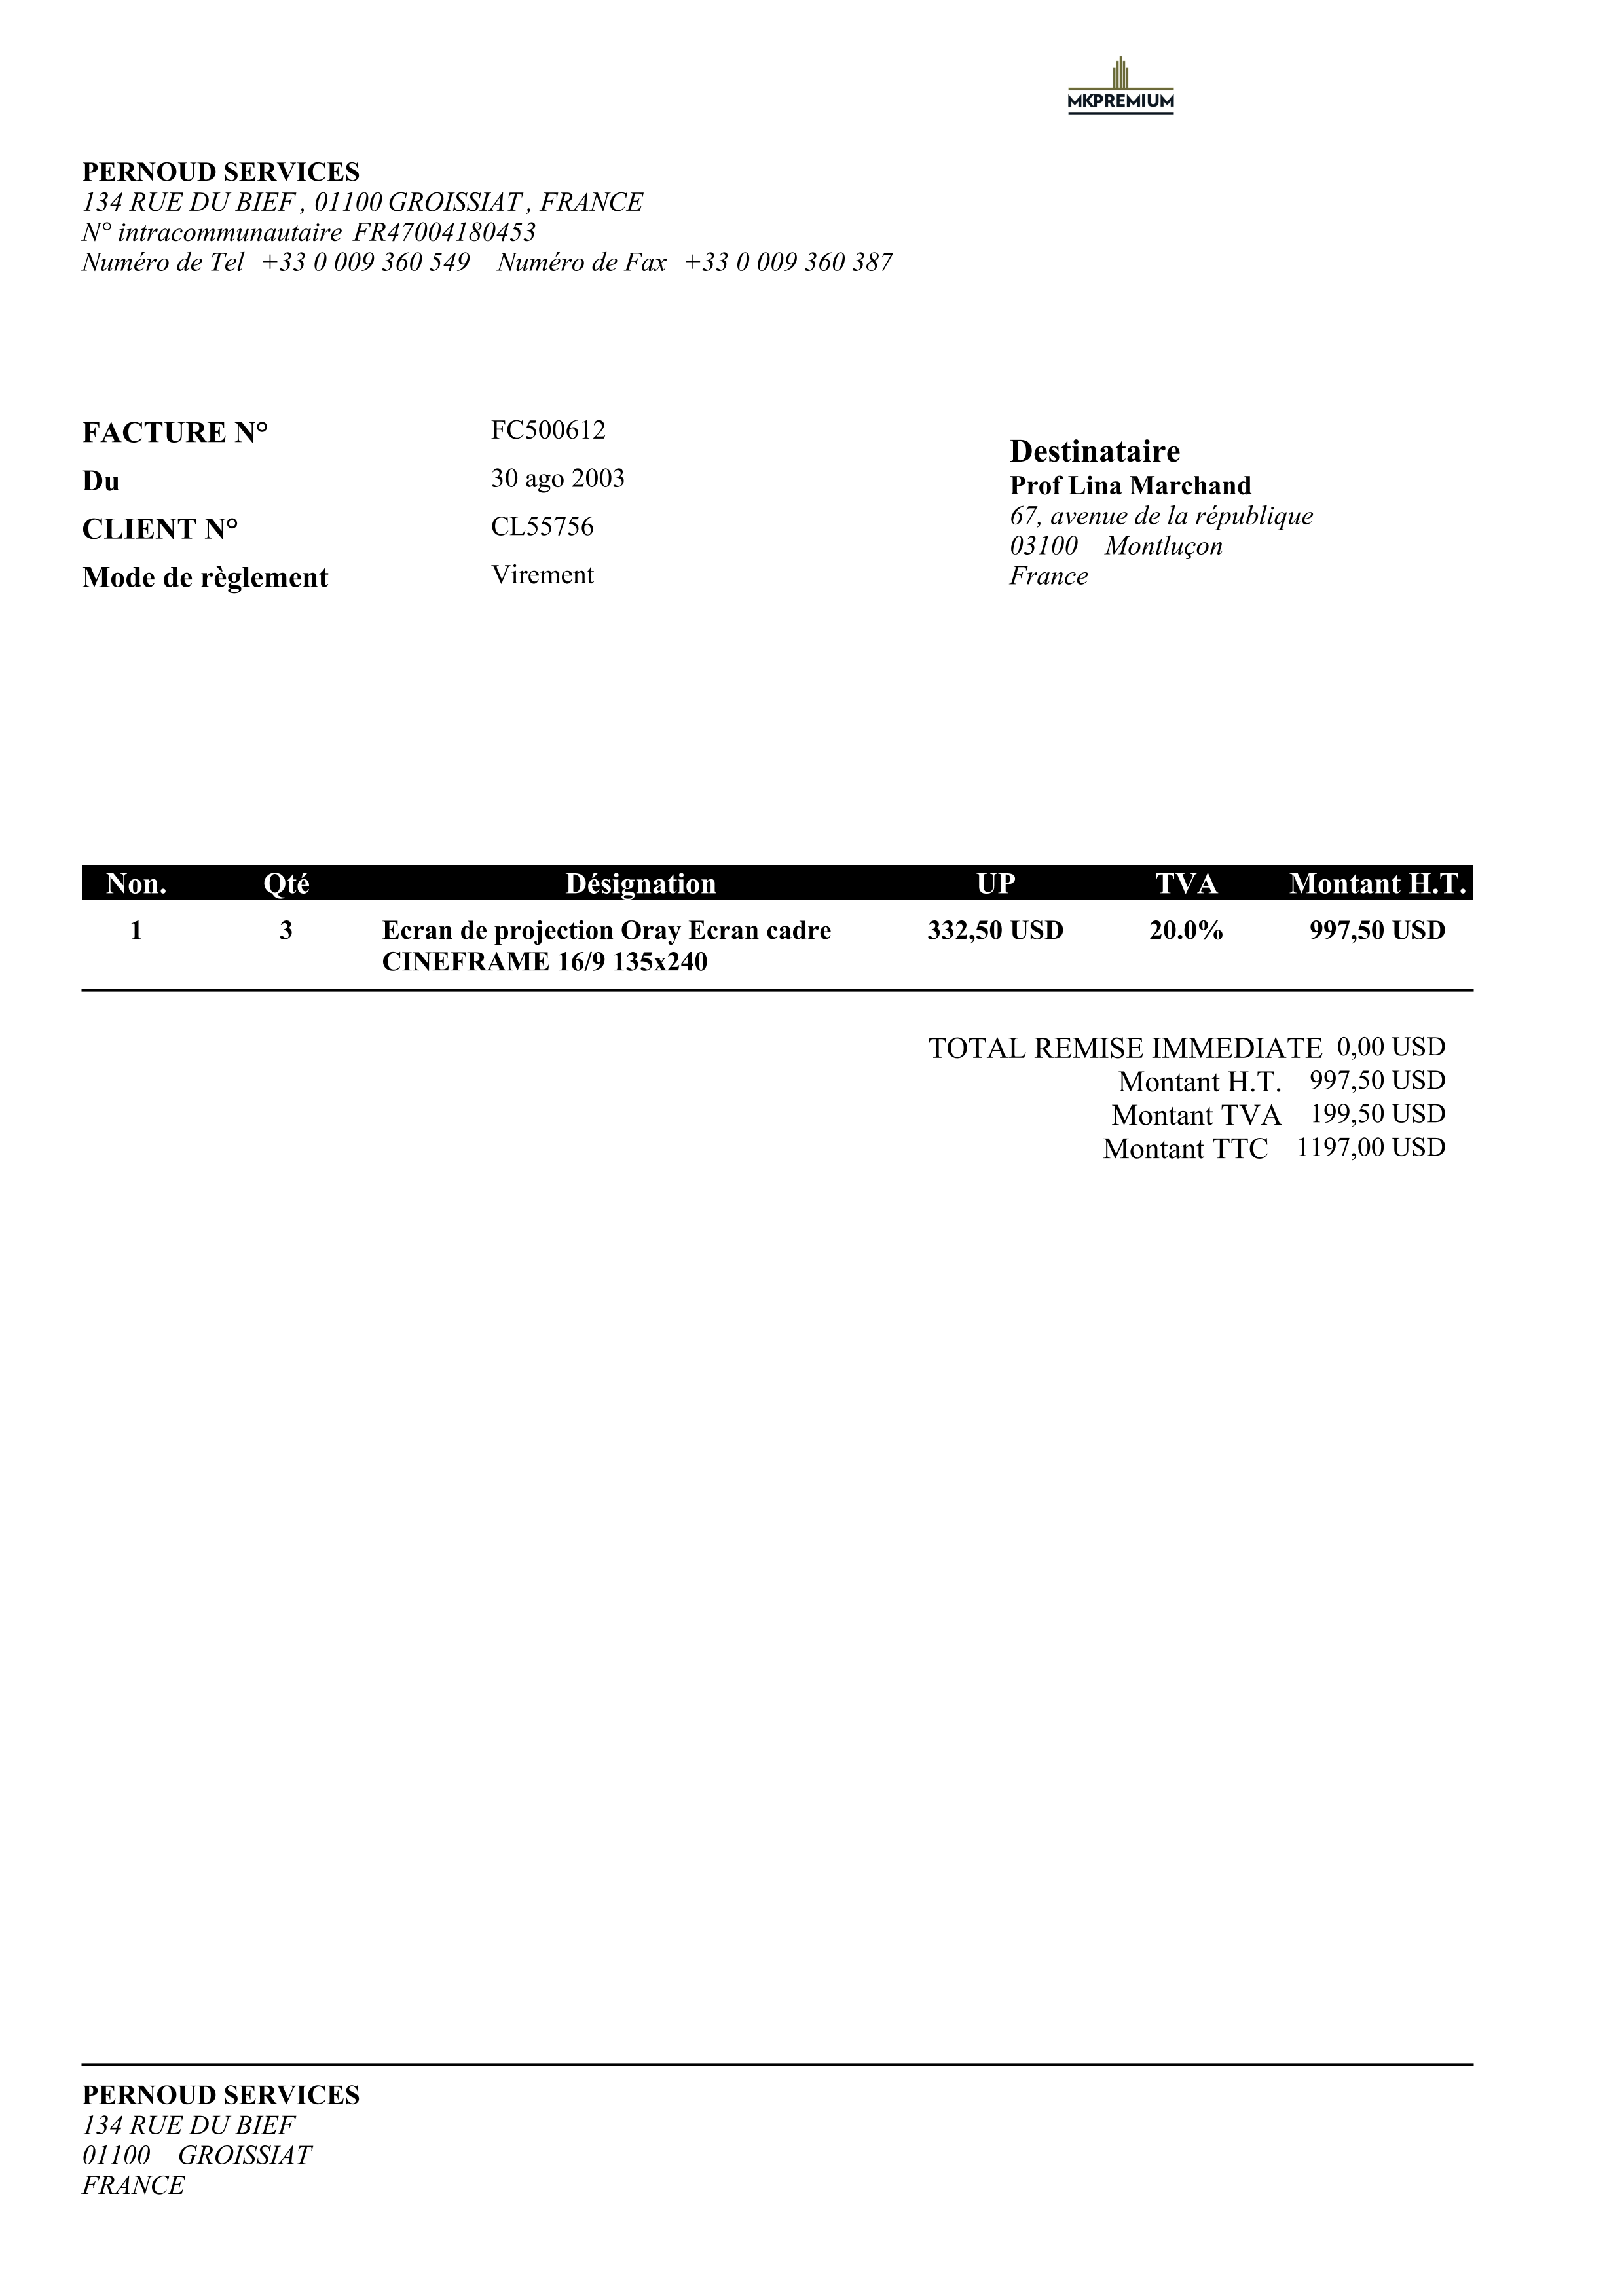 MKPREMIUM
PERNOUD SERVICES
134 RUE DU BIEF , 01100 GROISSIAT , FRANCE
N° intracommunautaire FR47004180453
Numéro de Tel +33 0 009 360 549 Numéro de Fax +33 0 009 360 387
FACTURE N° FC500612
Du 30 ago 2003
CLIENT N° CL55756
Mode de règlement Virement
Destinataire
Prof Lina Marchand
67, avenue de la république
03100 Montluçon
France
Non. Qté Désignation UP TVA Montant H.T.
1 3 Ecran de projection Oray Ecran cadre 332,50 USD 20.0% 997,50 USD
CINEFRAME 16/9 135x240
TOTAL REMISE IMMEDIATE 0,00 USD
Montant H.T. 997,50 USD
Montant TVA 199,50 USD
Montant TTC 1197,00 USD
PERNOUD SERVICES
134 RUE DU BIEF
01100 GROISSIAT
FRANCE